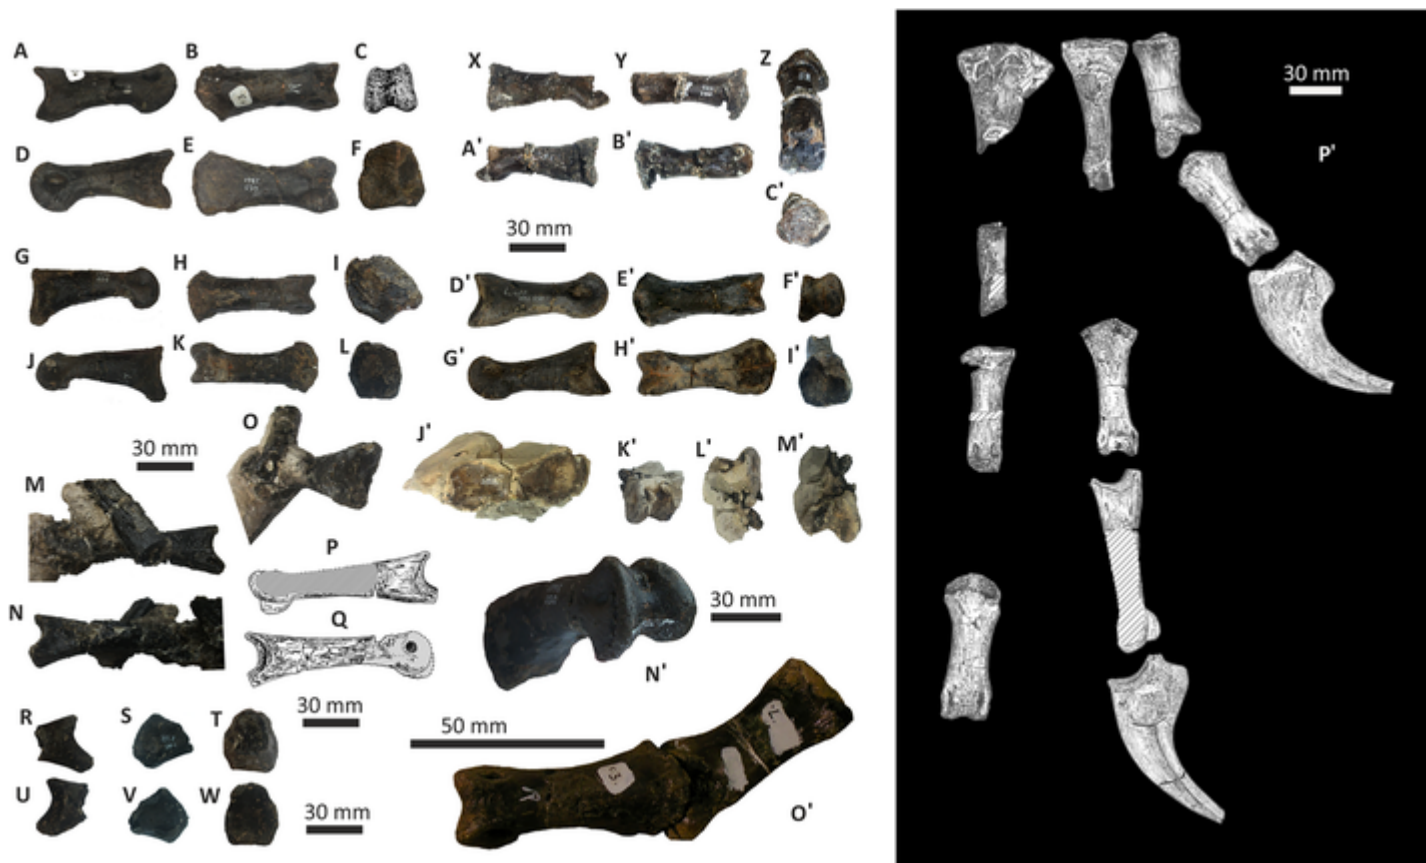 A B C X Y Z
30 mm
P'
D E F A' B'
C'
30 mm
G H I D' E' F'
J K L G' H' I'
O J' K' L' M'
30 mm
M
P
N Q 30 mm
N'
R S T 30 mm
50 mm
U V W 30 mm
O'